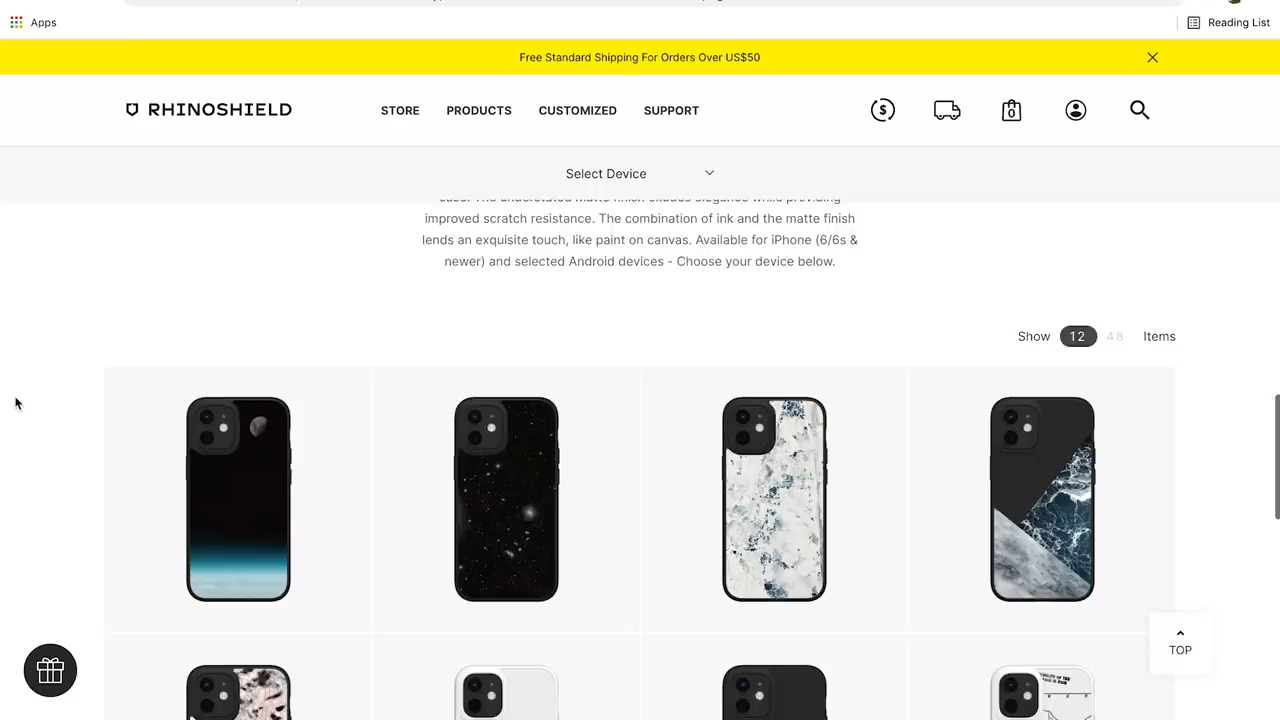 Apps
Reading List
Free Standard Shipping For Orders Over US$50
RHINOSHIELD
STORE
PRODUCTS
CUSTOMIZED
SUPPORT
$
0
Select Device
improved scratch resistance. The combination of ink and the matte finish
lends an exquisite touch, like paint on canvas. Available for iPhone (6/6s &
newer) and selected Android devices - Choose your device below.
Show 12 48 Items
TOP